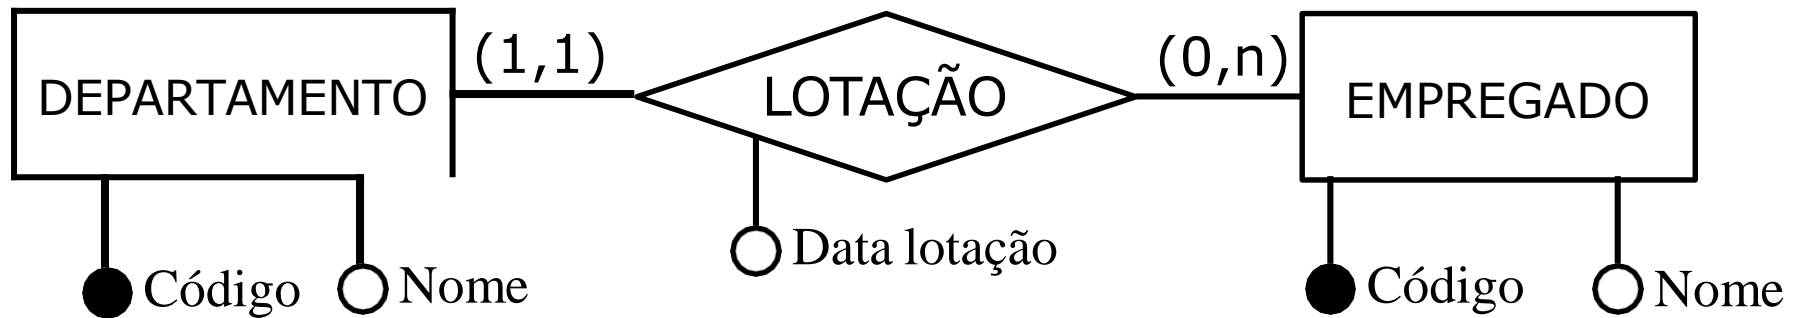 (1,1)
(0,n)
DEPARTAMENTO
LOTAÇÃO
EMPREGADO
Data lotação
Código
Nome
Código
Nome